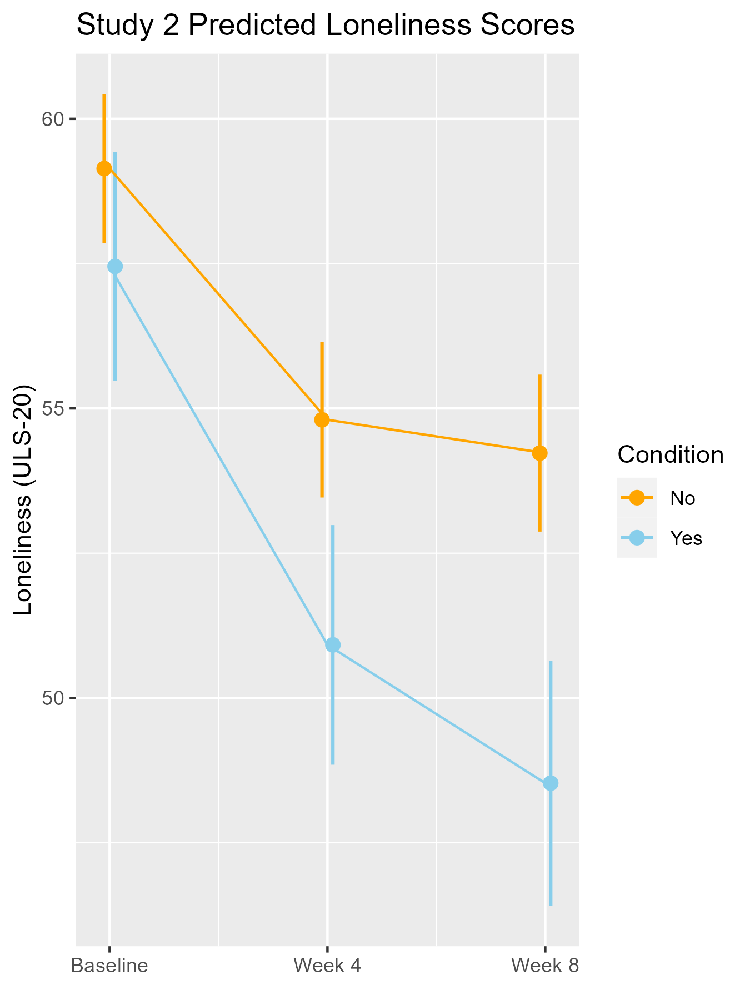 Study 2 Predicted Loneliness Scores
Loneliness (ULS-20)
60
55
50
Baseline
Week 4
Week 8
Condition
No
Yes